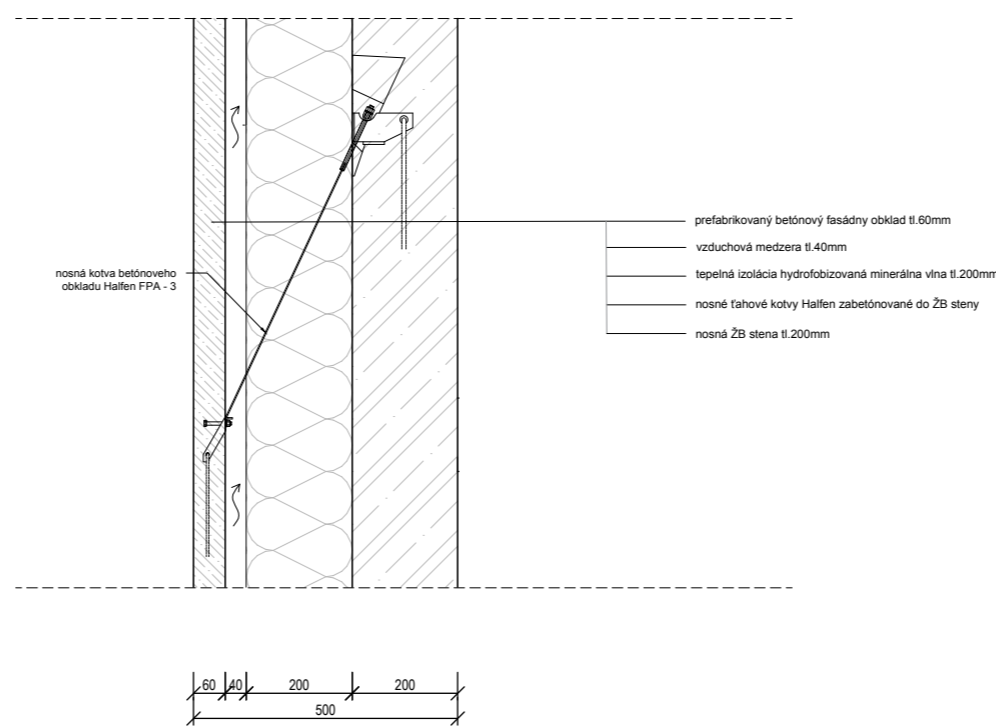 prefabrikovaný betónový fasádny obklad tl.60mm
vzduchová medzera tl.40mm
tepelná izolácia hydrofobizovaná minerálna vlna tl.200mm
nosné ťahové kotvy Halfen zabetónované do ŽB steny
nosná ŽB stena tl.200mm
nosná kotva betónoveho
obkladu Halfen FPA - 3
60 40 200 200
500